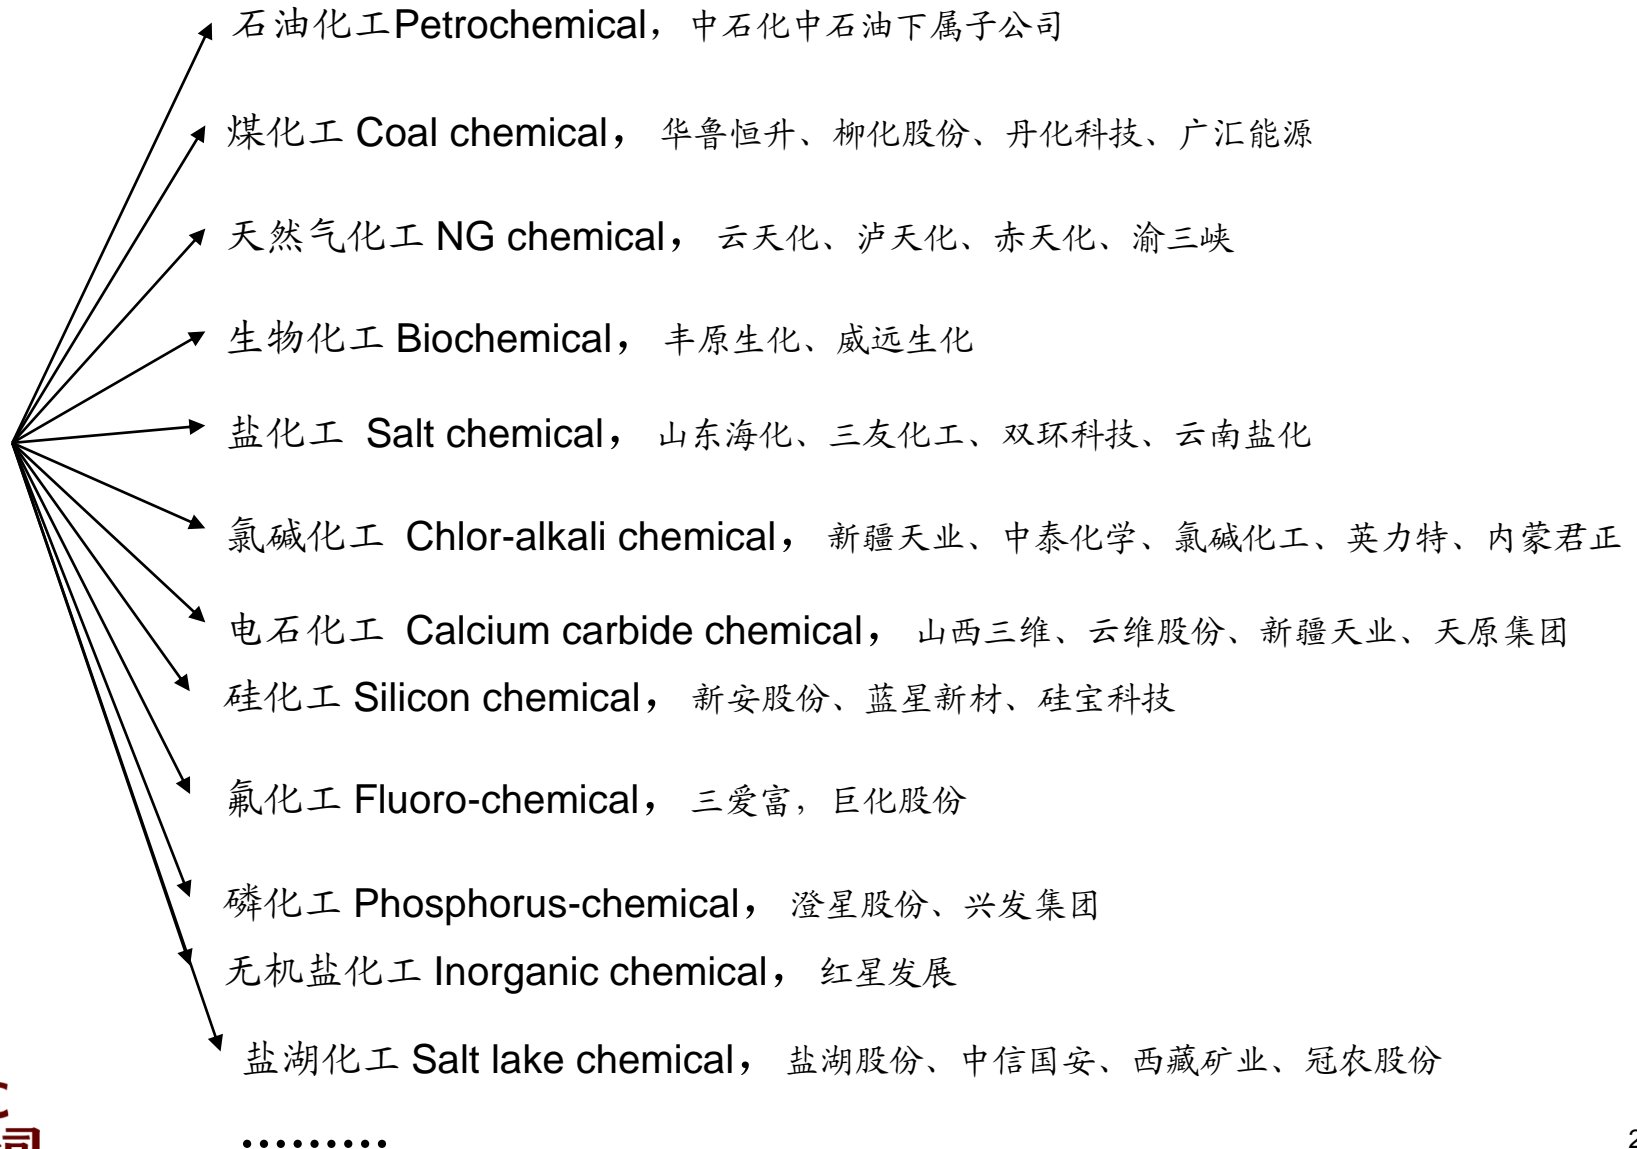 石油化工Petrochemical，中石化中石油下属子公司
煤化工 Coal chemical，华鲁恒升、柳化股份、丹化科技、广汇能源
天然气化工 NG chemical，云天化、泸天化、赤天化、渝三峡
生物化工 Biochemical，丰原生化、威远生化
盐化工 Salt chemical，山东海化、三友化工、双环科技、云南盐化
氯碱化工 Chlor-alkali chemical，新疆天业、中泰化学、氯碱化工、英力特、内蒙君正
电石化工 Calcium carbide chemical，山西三维、云维股份、新疆天业、天原集团
硅化工 Silicon chemical，新安股份、蓝星新材、硅宝科技
氟化工 Fluoro-chemical，三爱富，巨化股份
磷化工 Phosphorus-chemical，澄星股份、兴发集团
无机盐化工 Inorganic chemical，红星发展
盐湖化工 Salt lake chemical，盐湖股份、中信国安、西藏矿业、冠农股份
………